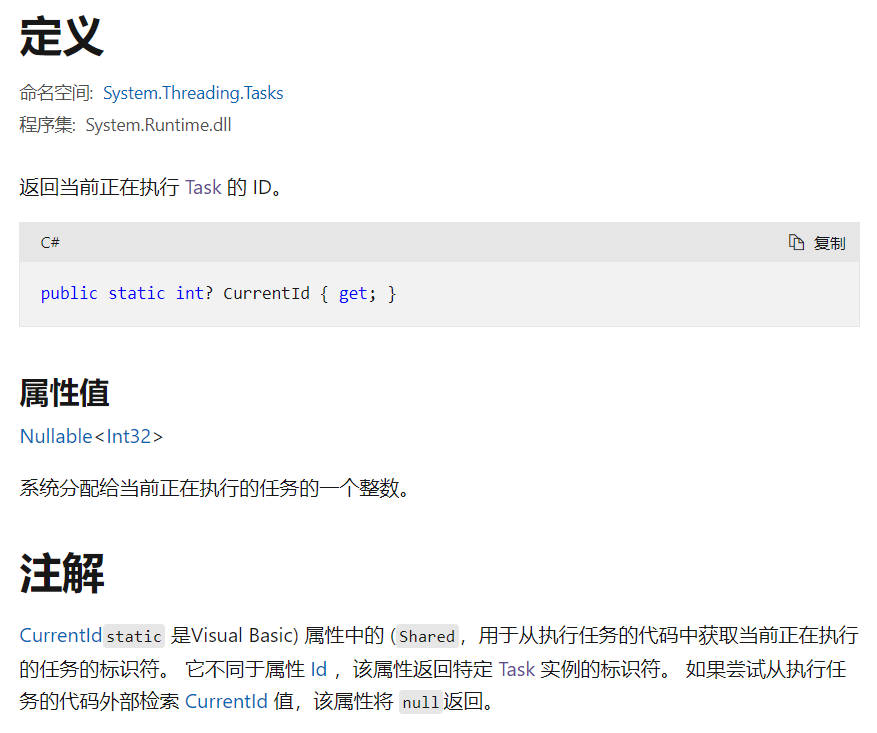 定义
命名空间: System.Threading.Tasks
程序集: System.Runtime.dll
返回当前正在执行 Task 的 ID。
C# 复制
public static int? CurrentId { get; }
属性值
Nullable<Int32>
系统分配给当前正在执行的任务的一个整数。
注解
CurrentIdstatic 是Visual Basic) 属性中的 (Shared，用于从执行任务的代码中获取当前正在执行
的任务的标识符。 它不同于属性 Id ，该属性返回特定 Task 实例的标识符。 如果尝试从执行任
务的代码外部检索 CurrentId 值，该属性将 null返回。